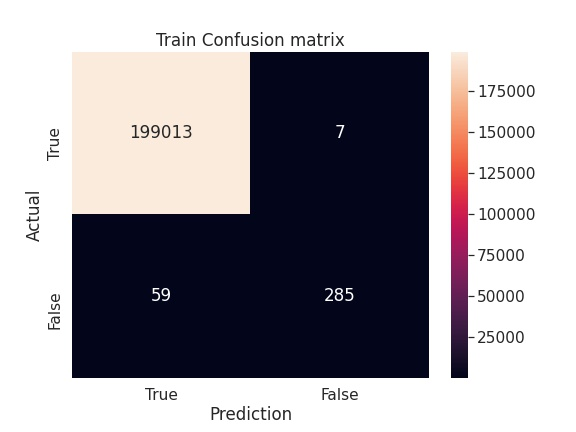 Train Confusion matrix
Actual
True
False
199013
7
59
285
True
False
Prediction
175000
150000
125000
100000
75000
50000
25000